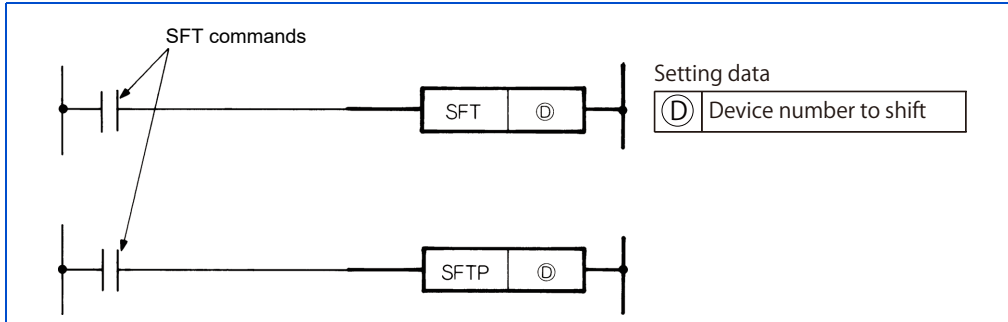 SFT commands
Setting data
SFT Ⓓ
Ⓓ Device number to shift
SFTP Ⓓ